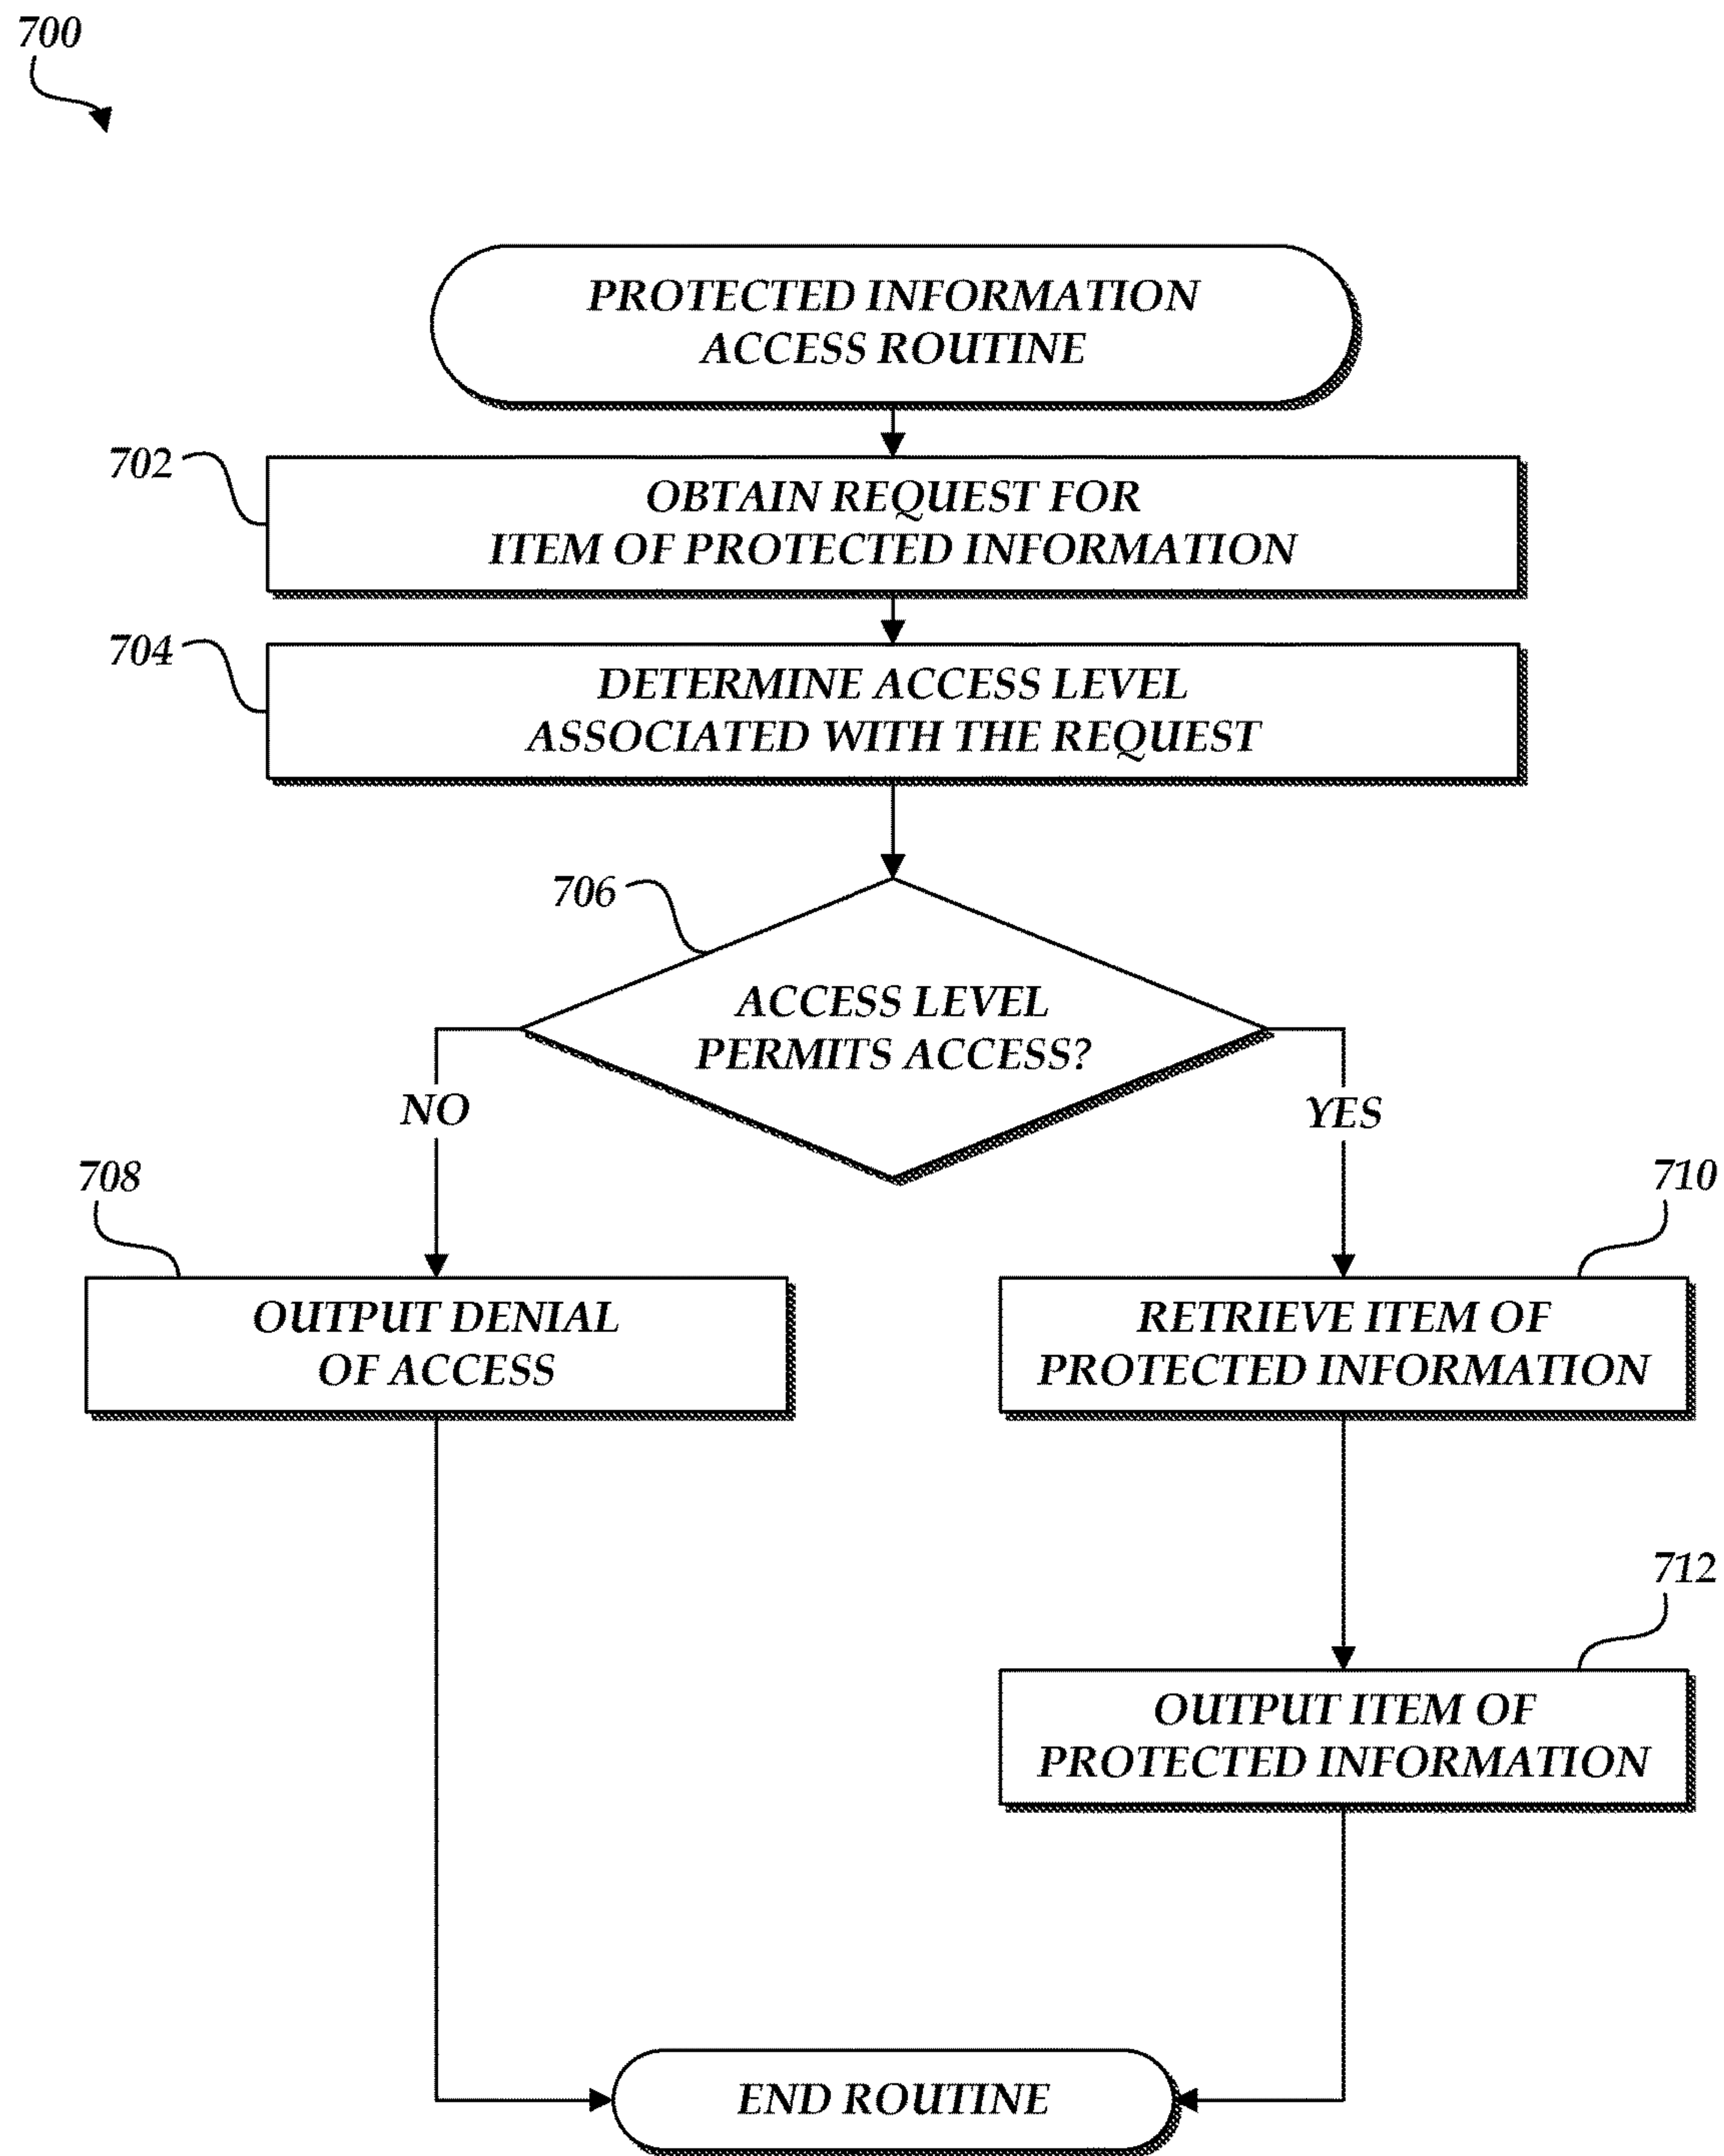 700
PROTECTED INFORMATION
ACCESS ROUTINE
702
OBTAIN REQUEST FOR
ITEM OF PROTECTED INFORMATION
704
DETERMINE ACCESS LEVEL
ASSOCIATED WITH THE REQUEST
706
ACCESS LEVEL
PERMITS ACCESS?
NO
YES
708
OUTPUT DENIAL
OF ACCESS
710
RETRIEVE ITEM OF
PROTECTED INFORMATION
712
OUTPUT ITEM OF
PROTECTED INFORMATION
END ROUTINE